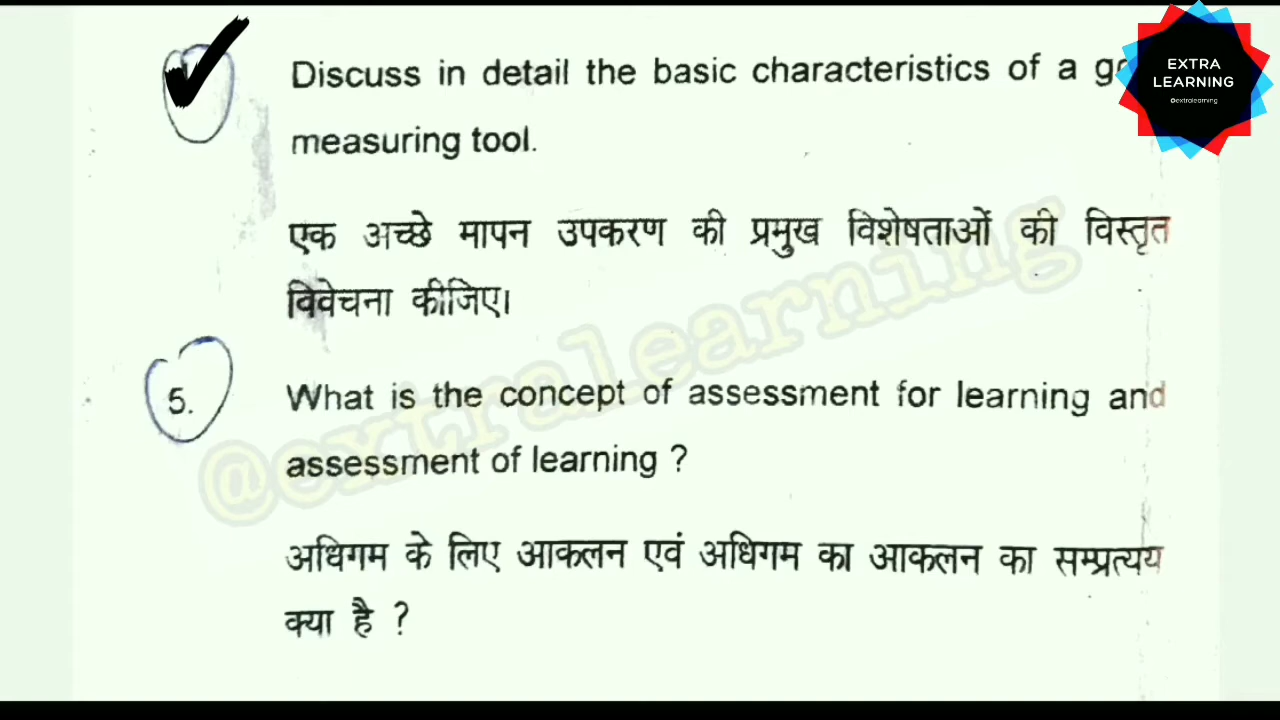 Discuss in detail the basic characteristics of a
measuring tool.
एक अच्छे मापन उपकरण की प्रमुख विशेषताओं की विस्तृत
विवेचना कीजिए।
5. What is the concept of assessment for learning and
assessment of learning ?
अधिगम के लिए आकलन एवं अधिगम का आकलन का सम्प्रत्यय
क्या है ?
EXTRA
LEARNING
@extralearning
@extralearning